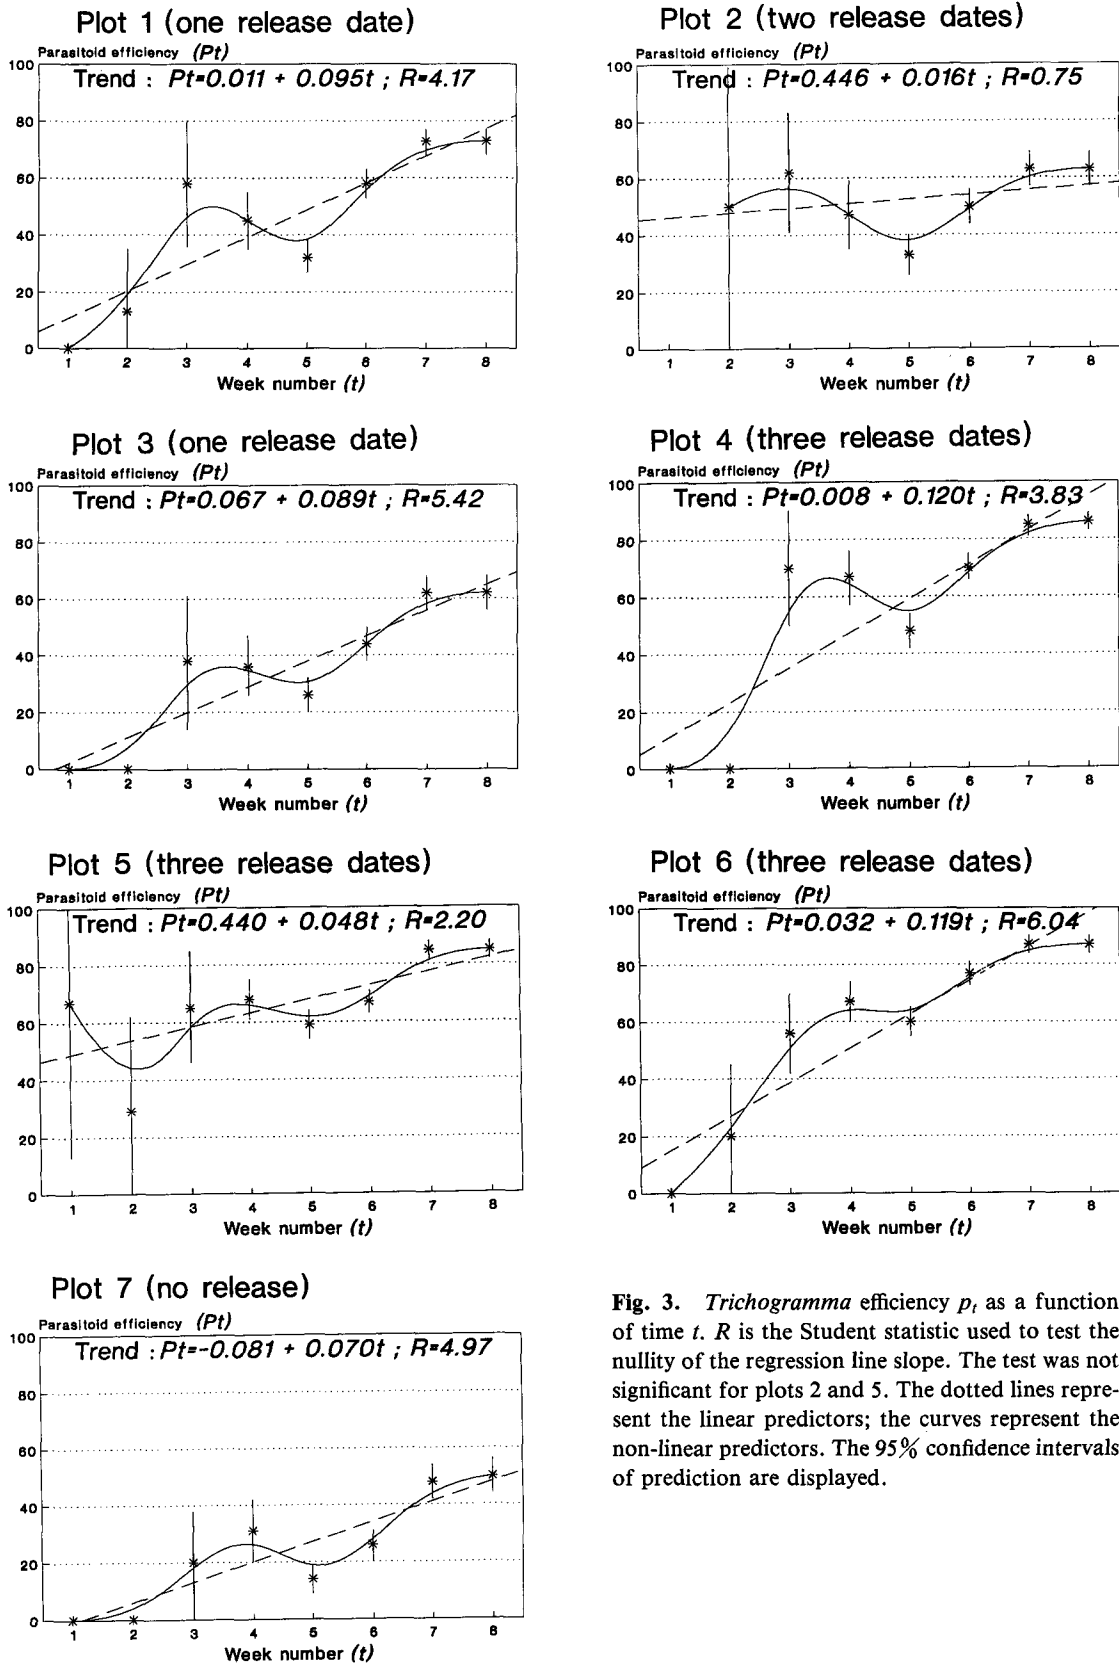 Plot 1 (one release date)
Parasitoid efficiency (Pt)
Trend : Pt=0.011 + 0.095t ; R=4.17
100
80
60
40
20
0
1 2 3 4 5 6 7 8
Week number (t)
Plot 2 (two release dates)
Parasitoid efficiency (Pt)
Trend : Pt=0.446 + 0.016t ; R=0.75
100
80
60
40
20
0
1 2 3 4 5 6 7 8
Week number (t)
Plot 3 (one release date)
Parasitoid efficiency (Pt)
Trend : Pt=0.067 + 0.089t ; R=5.42
100
80
60
40
20
0
1 2 3 4 5 6 7 8
Week number (t)
Plot 4 (three release dates)
Parasitoid efficiency (Pt)
Trend : Pt=0.008 + 0.120t ; R=3.83
100
80
60
40
20
0
1 2 3 4 5 6 7 8
Week number (t)
Plot 5 (three release dates)
Parasitoid efficiency (Pt)
Trend : Pt=0.440 + 0.048t ; R=2.20
100
80
60
40
20
0
1 2 3 4 5 6 7 8
Week number (t)
Plot 6 (three release dates)
Parasitoid efficiency (Pt)
Trend : Pt=0.032 + 0.119t ; R=6.04
100
80
60
40
20
0
1 2 3 4 5 6 7 8
Week number (t)
Plot 7 (no release)
Parasitoid efficiency (Pt)
Trend : Pt=-0.081 + 0.070t ; R=4.97
100
80
60
40
20
0
1 2 3 4 5 6 7 8
Week number (t)
Fig. 3. Trichogramma efficiency pt as a function
of time t. R is the Student statistic used to test the
nullity of the regression line slope. The test was not
significant for plots 2 and 5. The dotted lines repre-
sent the linear predictors; the curves represent the
non-linear predictors. The 95% confidence intervals
of prediction are displayed.